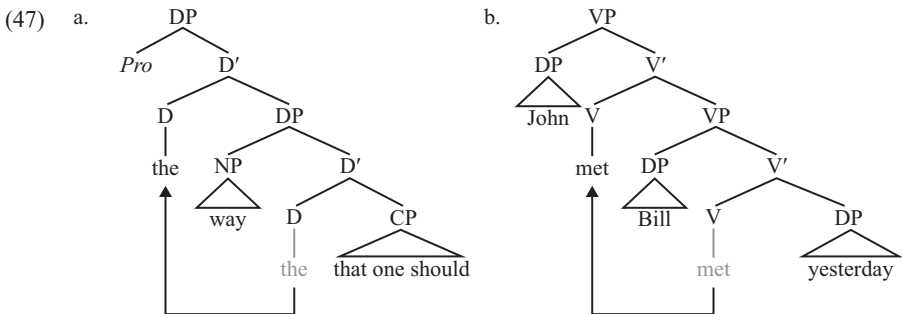 (47) a. DP b. VP
Pro D′ DP V′
D DP John V VP
the NP D′ met DP V′
way D CP Bill V DP
the that one should met yesterday